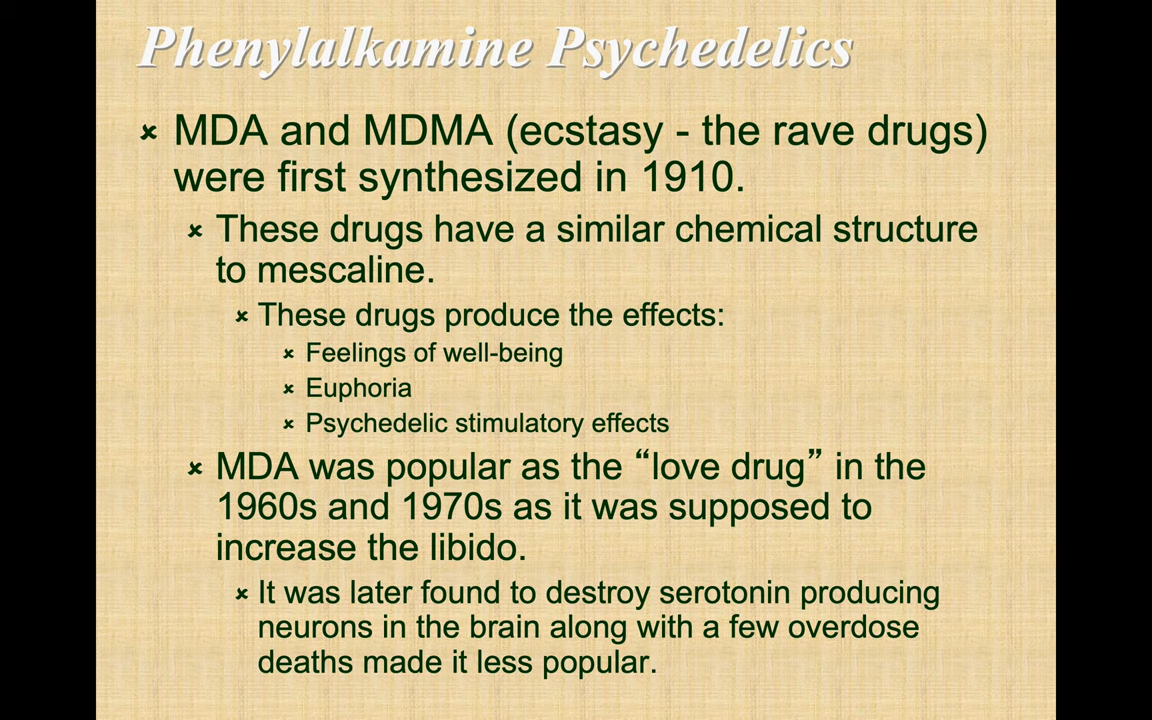 Phenylalkamine Psychedelics
MDA and MDMA (ecstasy - the rave drugs)
were first synthesized in 1910.
These drugs have a similar chemical structure
to mescaline.
These drugs produce the effects:
Feelings of well-being
Euphoria
Psychedelic stimulatory effects
MDA was popular as the “love drug” in the
1960s and 1970s as it was supposed to
increase the libido.
It was later found to destroy serotonin producing
neurons in the brain along with a few overdose
deaths made it less popular.